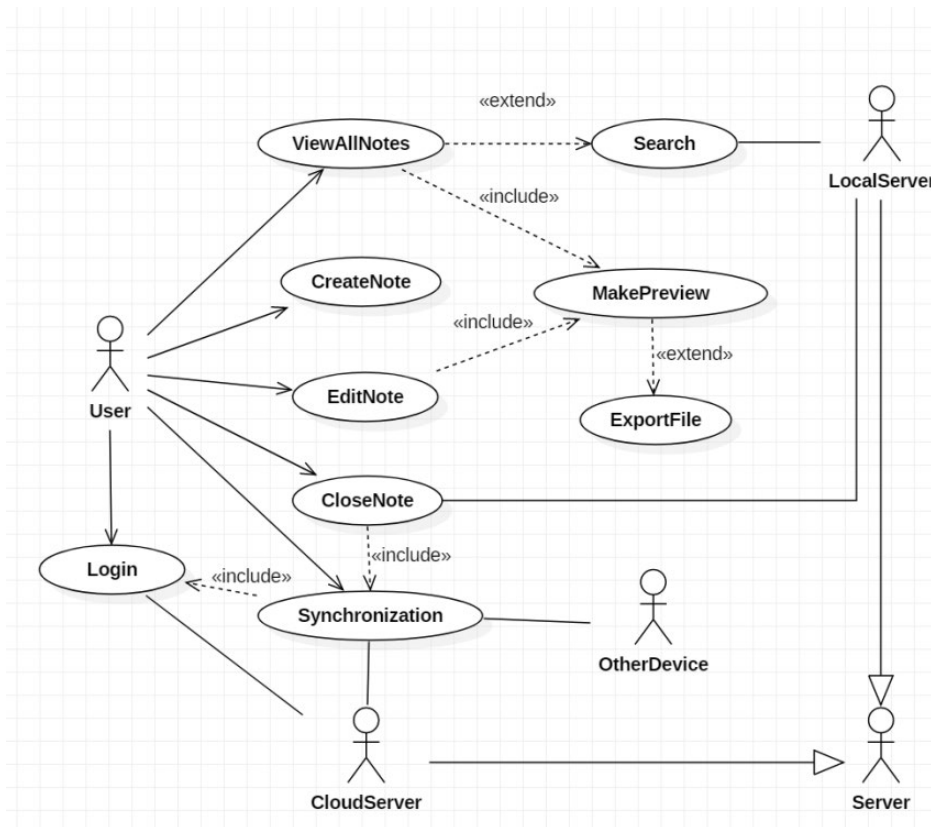 «extend»
ViewAllNotes
Search
LocalServer
«include»
CreateNote
MakePreview
«include»
«extend»
User
EditNote
ExportFile
CloseNote
«include»
Login
«include»
Synchronization
OtherDevice
CloudServer
Server